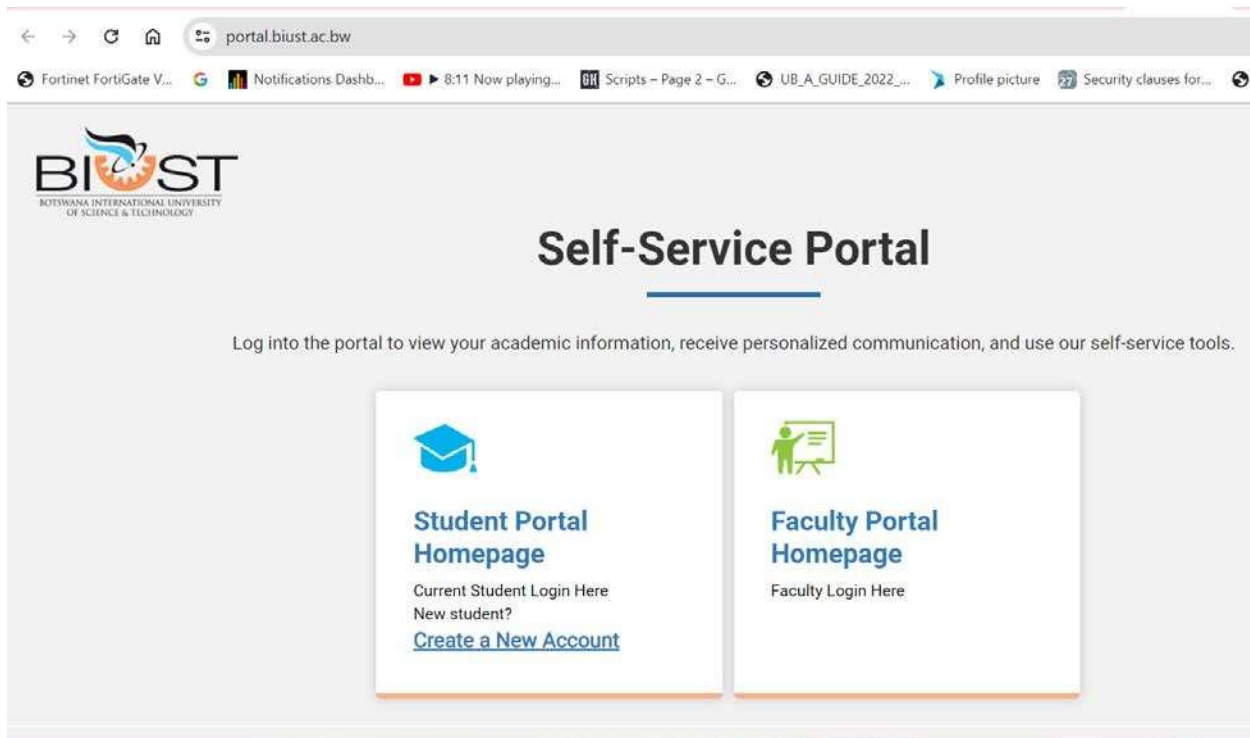 portal.biust.ac.bw
Fortinet FortiGate V... Notifications Dashb... ▶ 8:11 Now playing... GH Scripts – Page 2 – G... UB_A_GUIDE_2022_... Profile picture 27 Security clauses for...
BIUST
BOTSWANA INTERNATIONAL UNIVERSITY
OF SCIENCE & TECHNOLOGY
Self-Service Portal
Log into the portal to view your academic information, receive personalized communication, and use our self-service tools.
Student Portal
Homepage
Current Student Login Here
New student?
Create a New Account
Faculty Portal
Homepage
Faculty Login Here